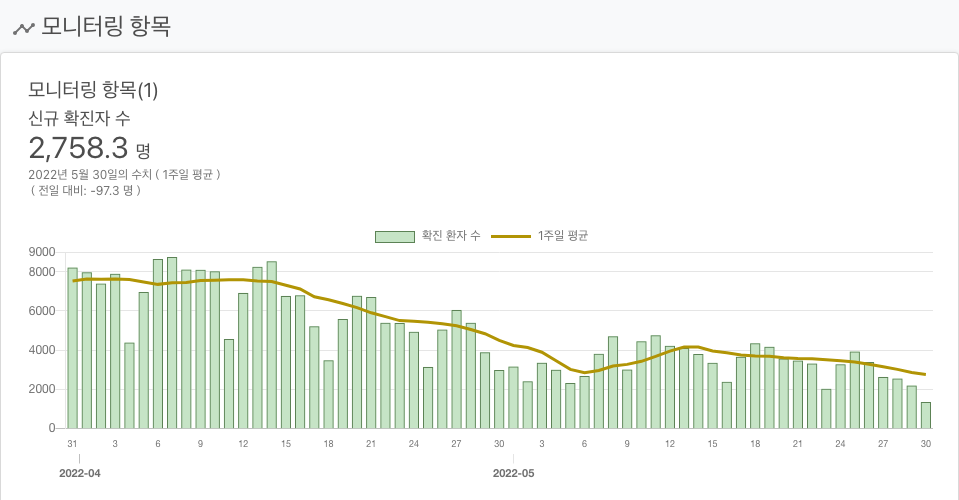 모니터링 항목
모니터링 항목(1)
신규 확진자 수
2,758.3 명
2022년 5월 30일의 수치 ( 1주일 평균 )
( 전일 대비: -97.3 명 )
확진 환자 수 1주일 평균
9000
8000
6000
4000
2000
0
31 3 6 9 12 15 18 21 24 27 30 3 6 9 12 15 18 21 24 27 30
2022-04 2022-05